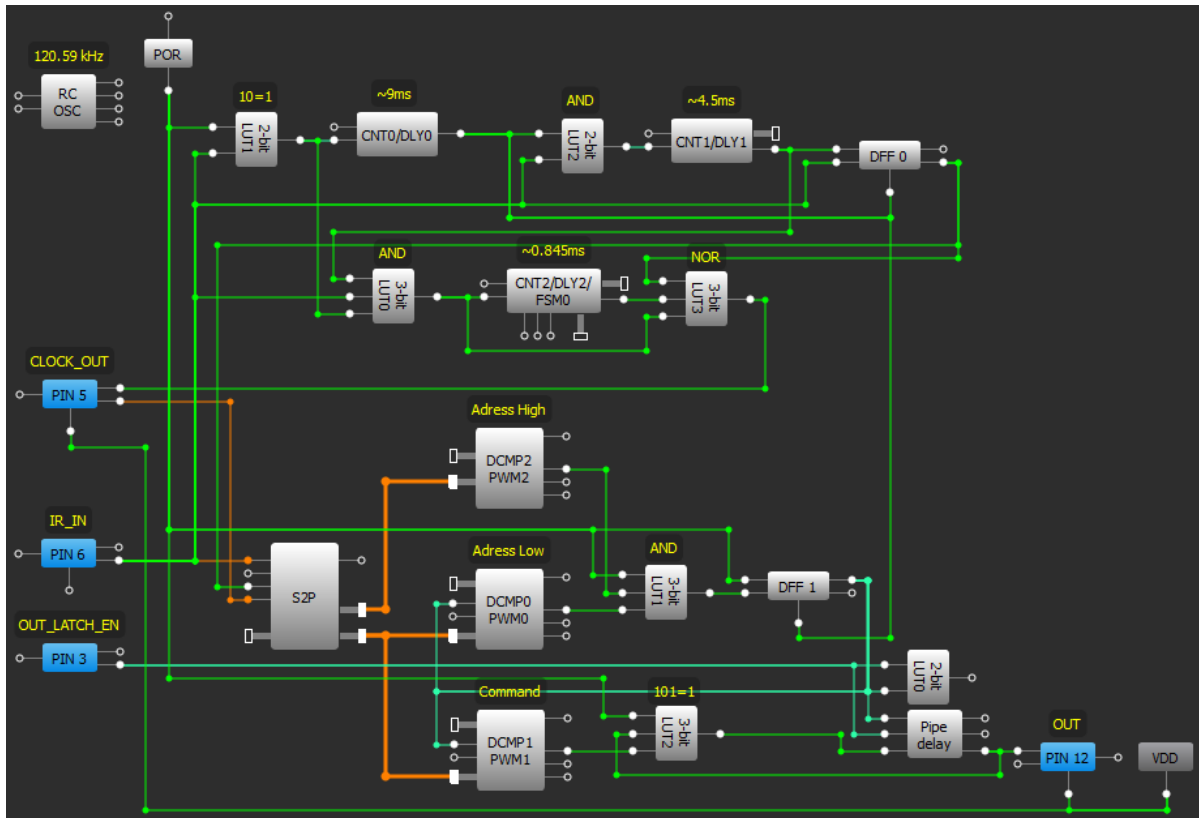 120.59 kHz
RC
OSC
POR
10=1
2-bit
LUT1
~9ms
CNT0/DLY0
AND
2-bit
LUT2
~4.5ms
CNT1/DLY1
DFF 0
AND
3-bit
LUT0
~0.845ms
CNT2/DLY2/
FSM0
NOR
3-bit
LUT3
CLOCK_OUT
PIN 5
Adress High
DCMP2
PWM2
IR_IN
PIN 6
S2P
Adress Low
DCMP0
PWM0
AND
3-bit
LUT1
DFF 1
OUT_LATCH_EN
PIN 3
2-bit
LUT0
Command
DCMP1
PWM1
101=1
3-bit
LUT2
Pipe
delay
OUT
PIN 12
VDD